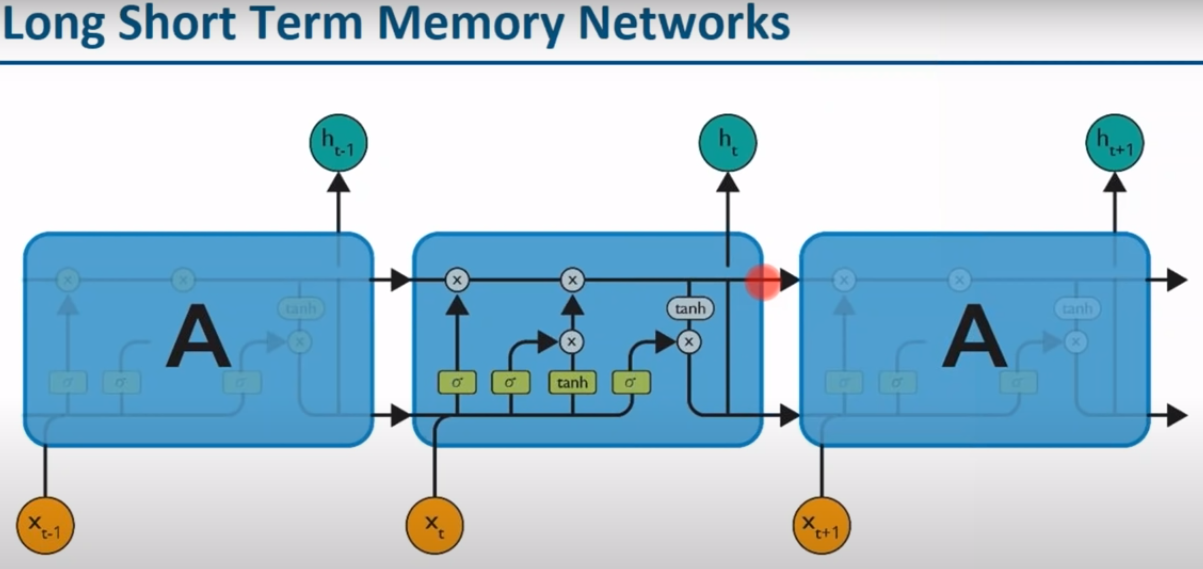 Long Short Term Memory Networks
h t-1
h t
h t+1
x x
tanh
x
A
σ σ σ
x x
tanh
x x
σ σ tanh σ
x x
tanh
x
A
σ σ σ
x t-1
x t
x t+1